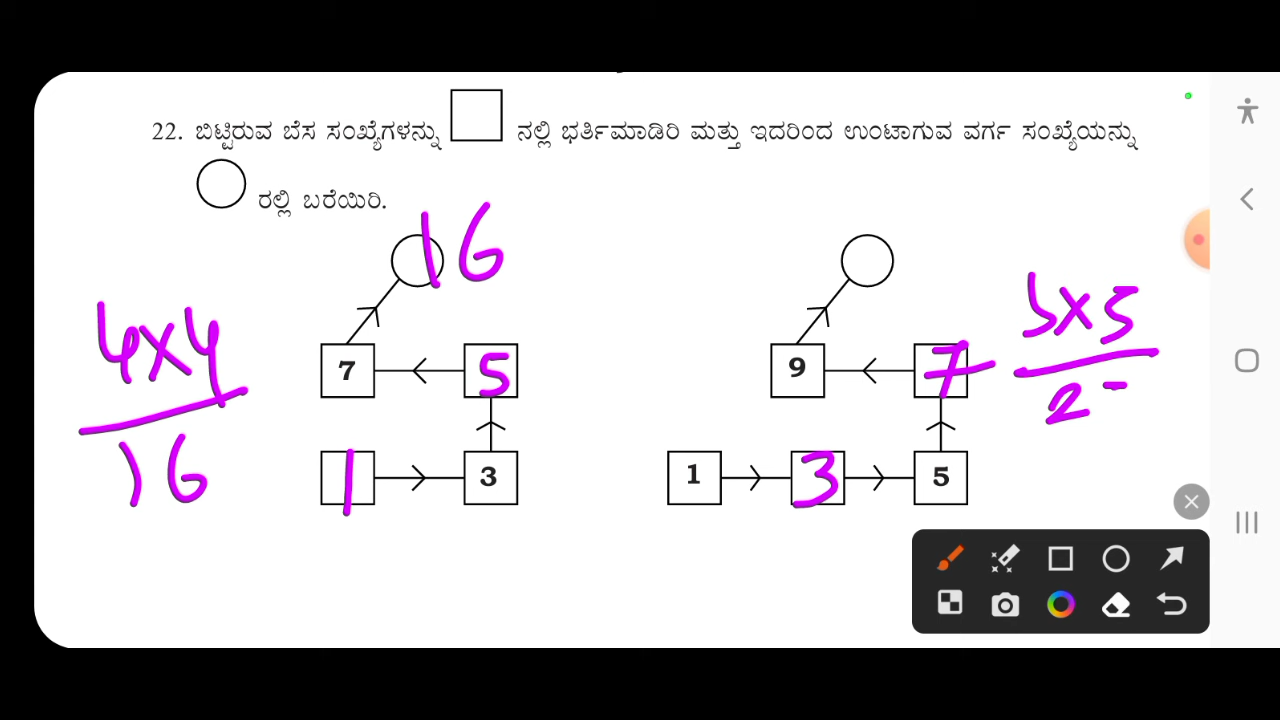 22. ಬಿಟ್ಟಿರುವ ಬೆಸ ಸಂಖ್ಯೆಗಳನ್ನು ನಲ್ಲಿ ಭರ್ತಿಮಾಡಿರಿ ಮತ್ತು ಇದರಿಂದ ಉಂಟಾಗುವ ವರ್ಗ ಸಂಖ್ಯೆಯನ್ನು
ರಲ್ಲಿ ಬರೆಯಿರಿ.
16
4x4
16
7 5
1 3
5x5
9 7
1 3 5